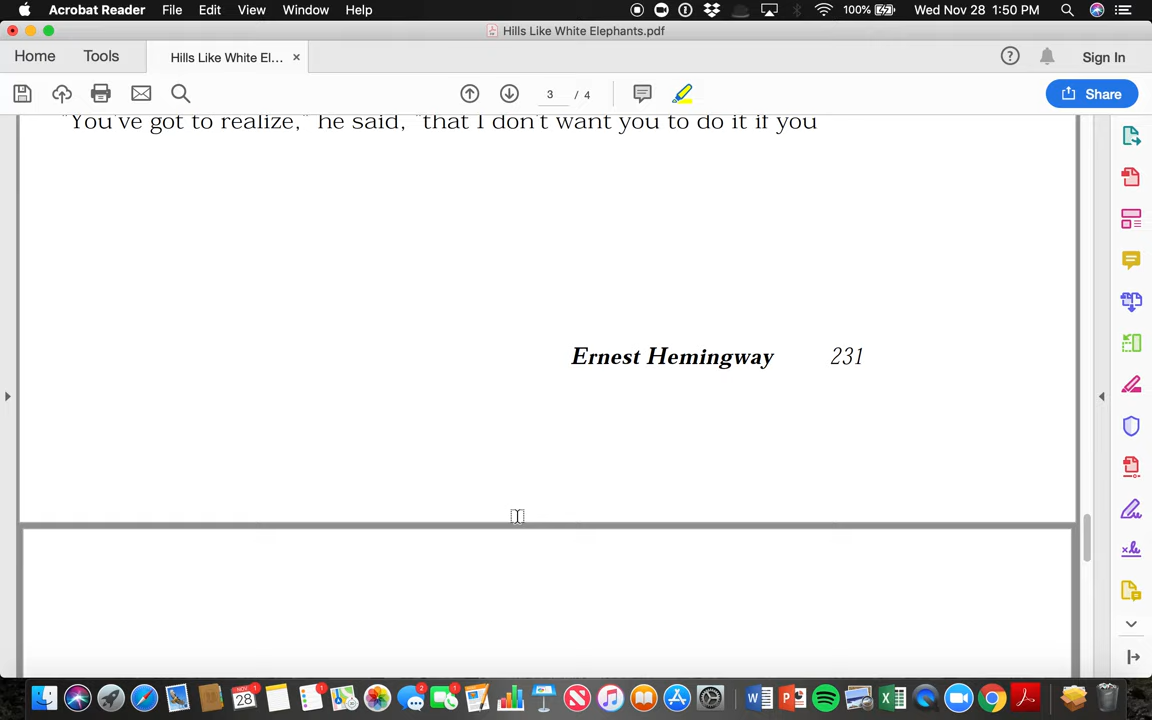 Acrobat Reader File Edit View Window Help 100% Wed Nov 28 1:50 PM
Hills Like White Elephants.pdf
Home Tools Hills Like White El... × Sign In
3 / 4 Share
"You've got to realize," he said, "that I don't want you to do it if you
Ernest Hemingway 231